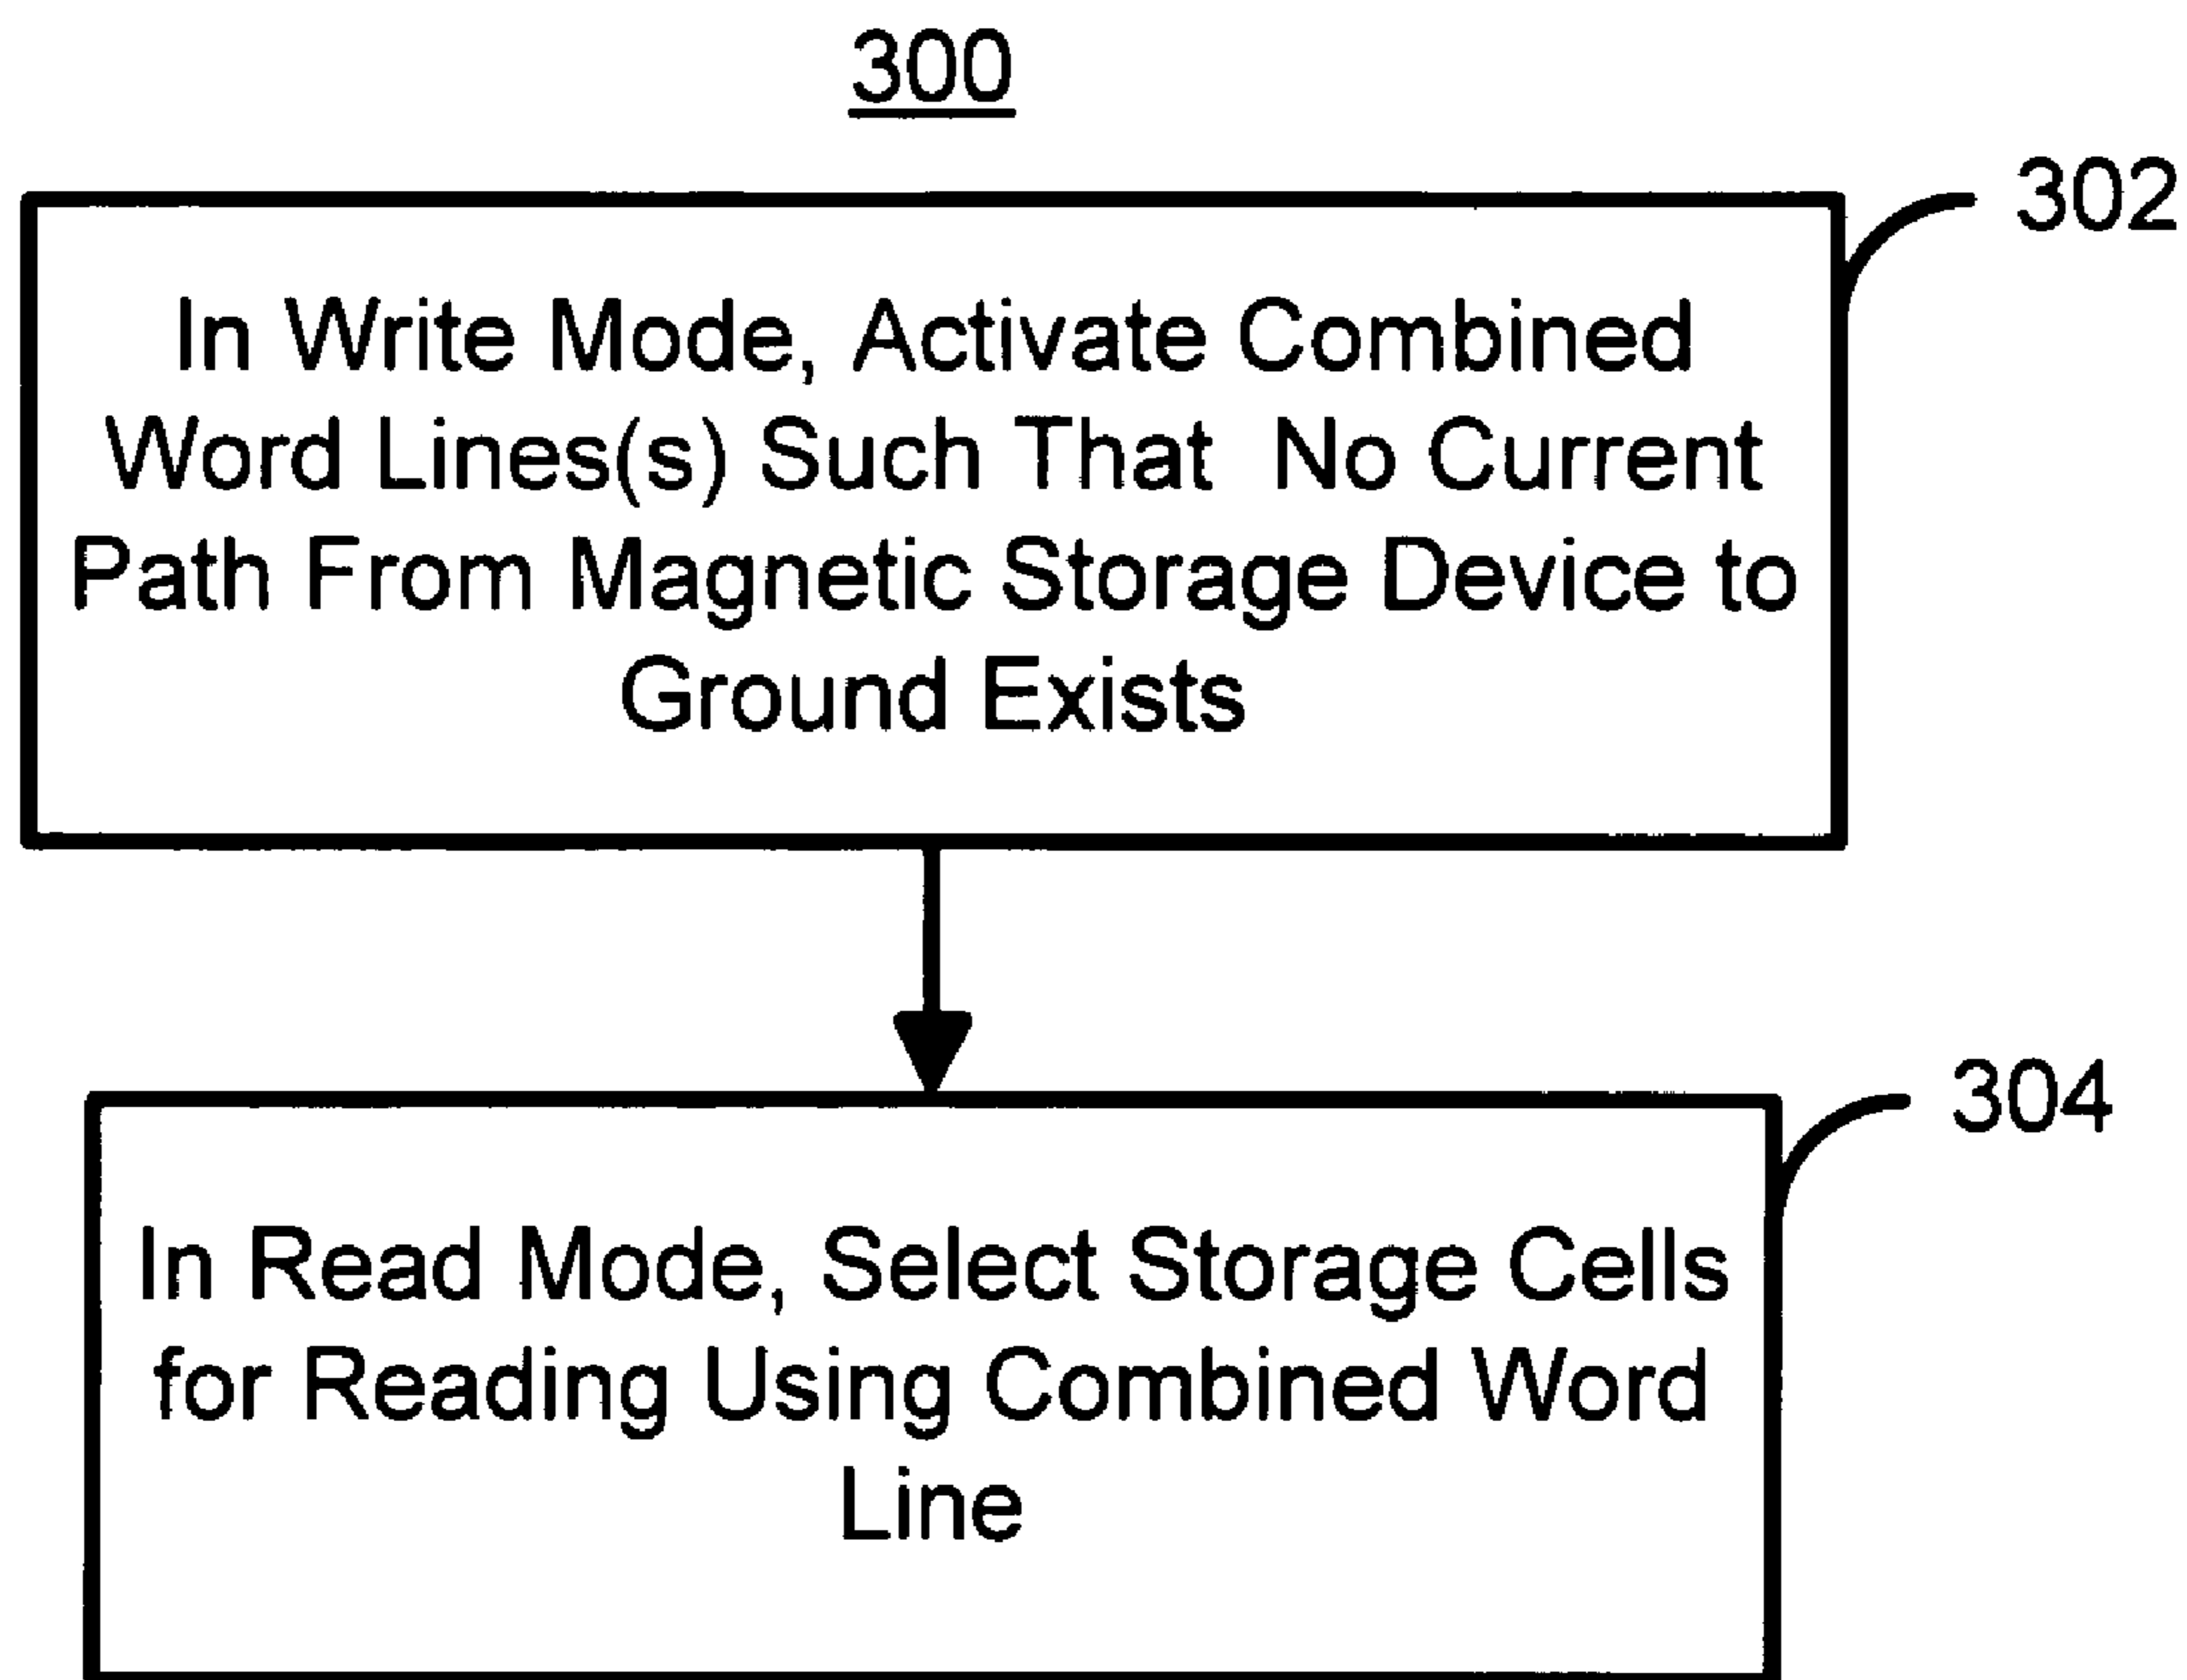 300
302
In Write Mode, Activate Combined
Word Lines(s) Such That No Current
Path From Magnetic Storage Device to
Ground Exists
304
In Read Mode, Select Storage Cells
for Reading Using Combined Word
Line